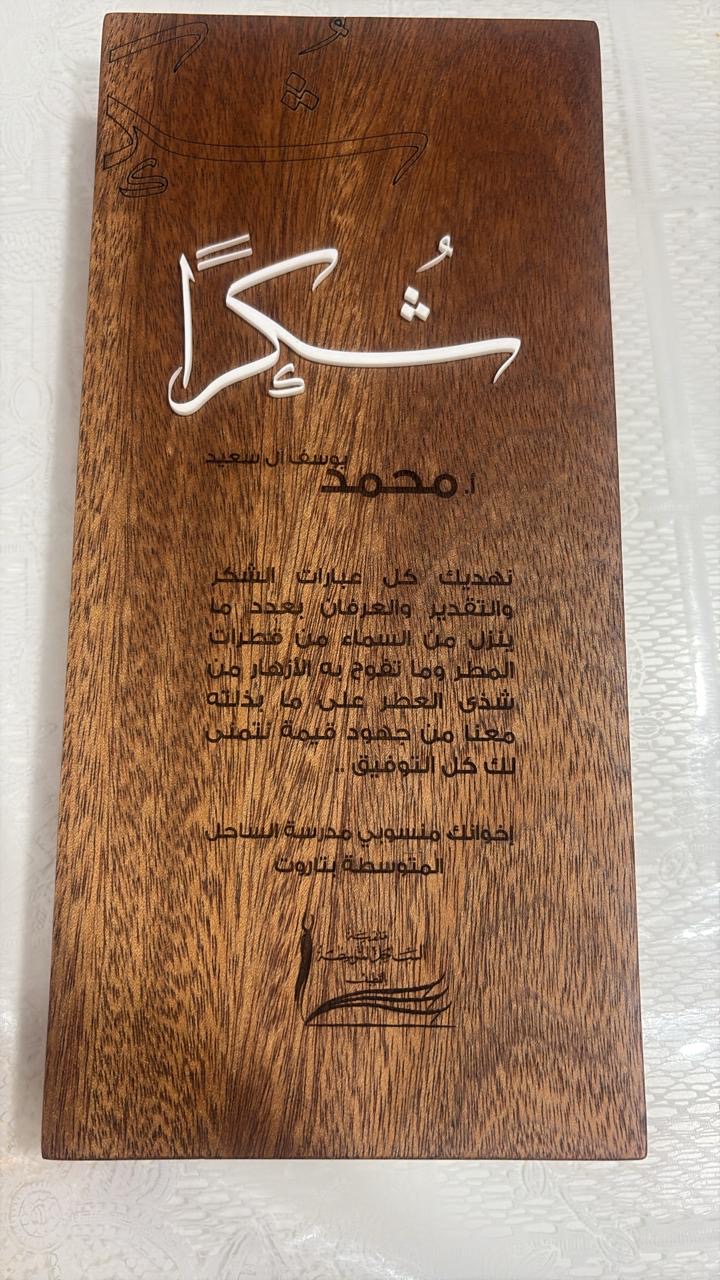 شُكرًا
أ.محمد يوسف آل سعيد
نهديك كل عبارات الشكر
والتقدير والعرفان بعدد ما
ينزل من السماء من قطرات
المطر وما تفوح به الأزهار من
شذى العطر على ما بذلته
معنا من جهود قيمة نتمنى
لك كل التوفيق ..
إخوانك منسوبي مدرسة الساحل
المتوسطة بتاروت